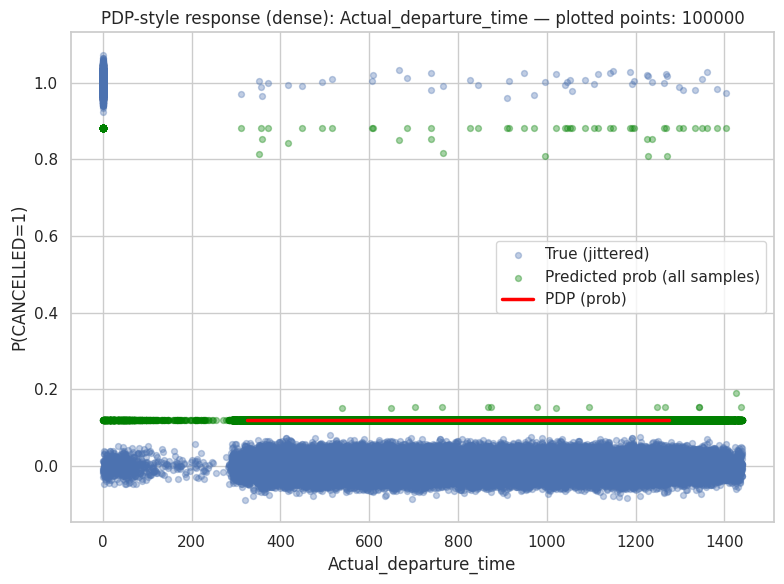 PDP-style response (dense): Actual_departure_time — plotted points: 100000
P(CANCELLED=1)
1.0
0.8
0.6
0.4
0.2
0.0
True (jittered)
Predicted prob (all samples)
PDP (prob)
0 200 400 600 800 1000 1200 1400
Actual_departure_time